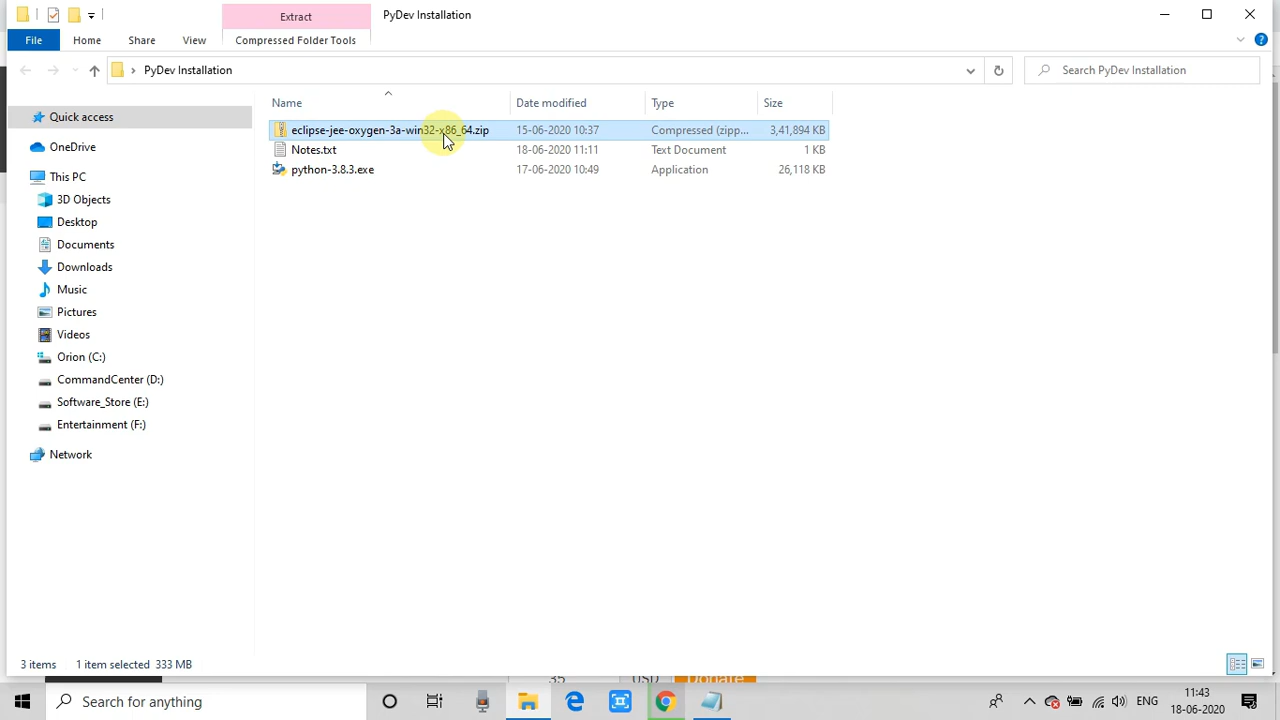 Extract
PyDev Installation
File
Home
Share
View
Compressed Folder Tools
PyDev Installation
Search PyDev Installation
Name
Date modified
Type
Size
Quick access
OneDrive
This PC
3D Objects
Desktop
Documents
Downloads
Music
Pictures
Videos
Orion (C:)
CommandCenter (D:)
Software_Store (E:)
Entertainment (F:)
Network
eclipse-jee-oxygen-3a-win32-x86_64.zip
15-06-2020 10:37
Compressed (zipp...
3,41,894 KB
Notes.txt
18-06-2020 11:11
Text Document
1 KB
python-3.8.3.exe
17-06-2020 10:49
Application
26,118 KB
3 items
1 item selected 333 MB
35
USD
Donate
Search for anything
ENG
11:43
18-06-2020